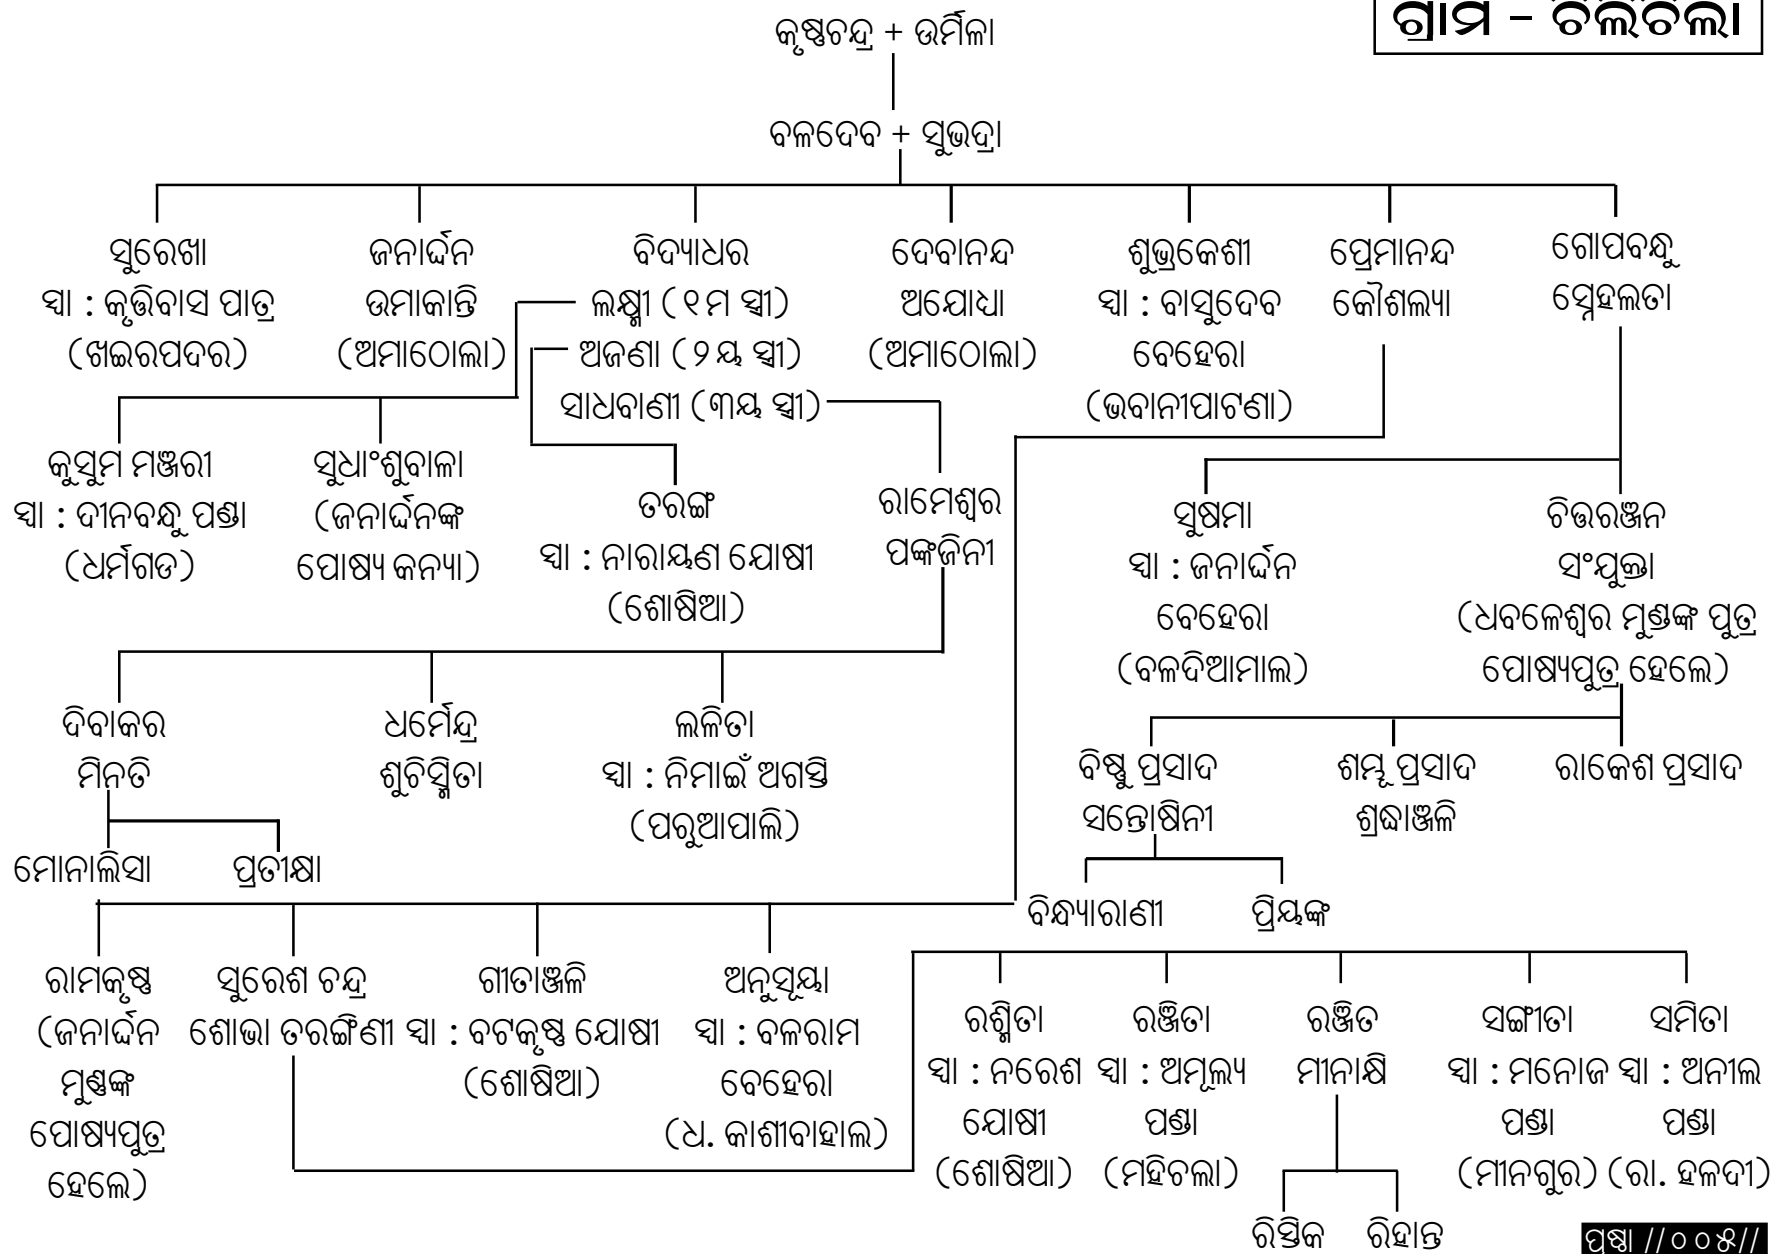 ଗ୍ରାମ - ଚିଲଚିଲା
କୃଷ୍ଣଚନ୍ଦ୍ର + ଉର୍ମିଳା
ବଳଦେବ + ସୁଭଦ୍ରା
ସୁରେଖା
ସ୍ଵା : କୃତ୍ତିବାସ ପାତ୍ର
(ଖଇରପଦର)
ଜନାର୍ଦ୍ଦନ
ଉମାକାନ୍ତି
(ଅମାଠୋଲା)
ବିଦ୍ୟାଧର
ଲକ୍ଷ୍ମୀ (୧ମ ସ୍ତ୍ରୀ)
ଅଜଣା (୨ୟ ସ୍ତ୍ରୀ)
ସାଧବାଣୀ (୩ୟ ସ୍ତ୍ରୀ)
ଦେବାନନ୍ଦ
ଅଯୋଧ୍ୟା
(ଅମାଠୋଲା)
ଶୁଭ୍ରକେଶୀ
ସ୍ଵା : ବାସୁଦେବ
ବେହେରା
(ଭବାନୀପାଟଣା)
ପ୍ରେମାନନ୍ଦ
କୌଶଲ୍ୟା
ଗୋପବନ୍ଧୁ
ସ୍ନେହଲତା
କୁସୁମ ମଞ୍ଜରୀ
ସ୍ଵା : ଦୀନବନ୍ଧୁ ପଣ୍ଡା
(ଧର୍ମଗଡ)
ସୁଧାଂଶୁବାଳା
(ଜନାର୍ଦ୍ଦନଙ୍କ
ପୋଷ୍ୟ କନ୍ୟା)
ତରଙ୍ଗ
ସ୍ଵା : ନାରାୟଣ ଯୋଷୀ
(ଶୋଷିଆ)
ରାମେଶ୍ଵର
ପଙ୍କଜିନୀ
ସୁଷମା
ସ୍ଵା : ଜନାର୍ଦ୍ଦନ
ବେହେରା
(ବଳଦିଆମାଲ)
ଚିତ୍ତରଞ୍ଜନ
ସଂଯୁକ୍ତା
(ଧବଳେଶ୍ଵର ମୁଣ୍ଡଙ୍କ ପୁତ୍ର
ପୋଷ୍ୟପୁତ୍ର ହେଲେ)
ଦିବାକର
ମିନତି
ଧର୍ମେନ୍ଦ୍ର
ଶୁଚିସ୍ମିତା
ଲଳିତା
ସ୍ଵା : ନିମାଇଁ ଅଗସ୍ତି
(ପରୁଆପାଲି)
ବିଷ୍ଣୁ ପ୍ରସାଦ
ସନ୍ତୋଷିନୀ
ଶମ୍ଭୂ ପ୍ରସାଦ
ଶ୍ରଦ୍ଧାଞ୍ଜଳି
ରାକେଶ ପ୍ରସାଦ
ମୋନାଲିସା
ପ୍ରତୀକ୍ଷା
ବିନ୍ଧ୍ୟାରାଣୀ
ପ୍ରିୟଙ୍କ
ରାମକୃଷ୍ଣ
(ଜନାର୍ଦ୍ଦନ
ମୁଣ୍ଡଙ୍କ
ପୋଷ୍ୟପୁତ୍ର
ହେଲେ)
ସୁରେଶ ଚନ୍ଦ୍ର
ଶୋଭା ତରଙ୍ଗିଣୀ
ଗୀତାଞ୍ଜଳି
ସ୍ଵା : ବଟକୃଷ୍ଣ ଯୋଷୀ
(ଶୋଷିଆ)
ଅନୁସୂୟା
ସ୍ଵା : ବଳରାମ
ବେହେରା
(ଧ. କାଶୀବାହାଲ)
ରଶ୍ମିତା
ସ୍ଵା : ନରେଶ
ଯୋଷୀ
(ଶୋଷିଆ)
ରଞ୍ଜିତା
ସ୍ଵା : ଅମୂଲ୍ୟ
ପଣ୍ଡା
(ମହିଚଲା)
ରଞ୍ଜିତ
ମୀନାକ୍ଷି
ସଙ୍ଗୀତା
ସ୍ଵା : ମନୋଜ
ପଣ୍ଡା
(ମୀନଗୁର)
ସମିତା
ସ୍ଵା : ଅନୀଲ
ପଣ୍ଡା
(ରା. ହଳଦୀ)
ରିସ୍ତିକ
ରିହାନ୍ତ
ପୃଷ୍ଠା //୦୦୫//